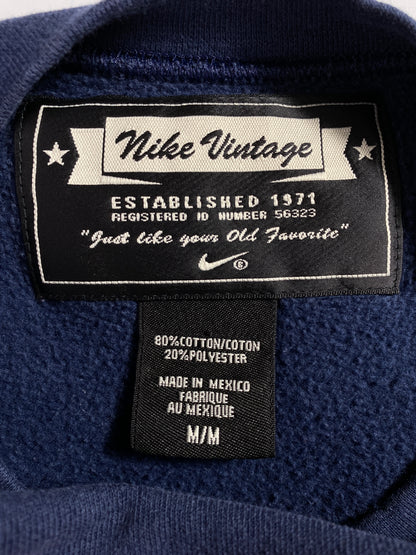 Nike Vintage
ESTABLISHED 1971
REGISTERED ID NUMBER 56323
"Just like your Old Favorite"
®
80%COTTON/COTON
20%POLYESTER
MADE IN MEXICO
FABRIQUE
AU MEXIQUE
M/M